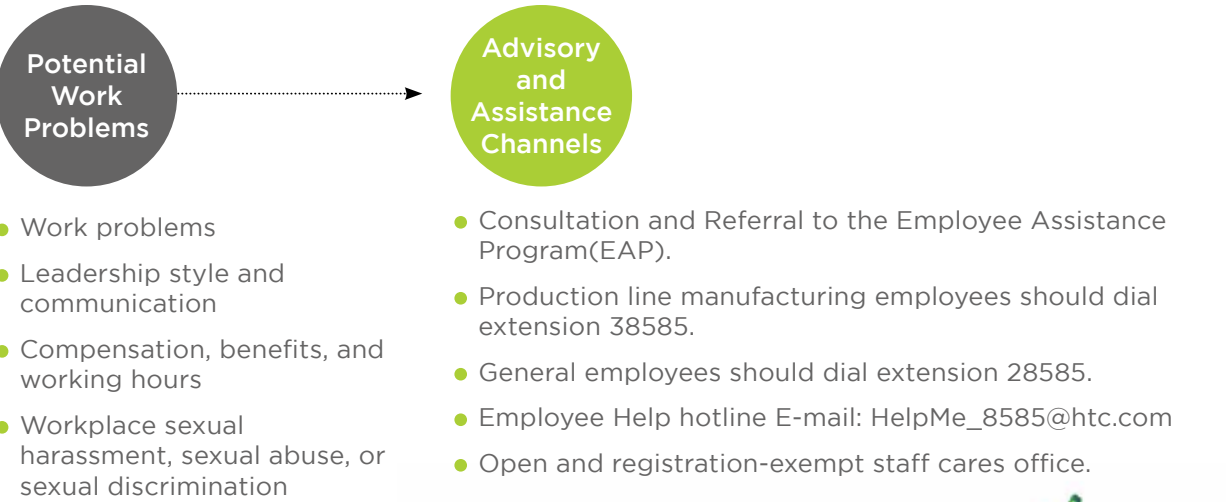 Potential
Work
Problems
Advisory
and
Assistance
Channels
Work problems
Leadership style and
communication
Compensation, benefits, and
working hours
Workplace sexual
harassment, sexual abuse, or
sexual discrimination
Consultation and Referral to the Employee Assistance
Program(EAP).
Production line manufacturing employees should dial
extension 38585.
General employees should dial extension 28585.
Employee Help hotline E-mail: HelpMe_8585@htc.com
Open and registration-exempt staff cares office.